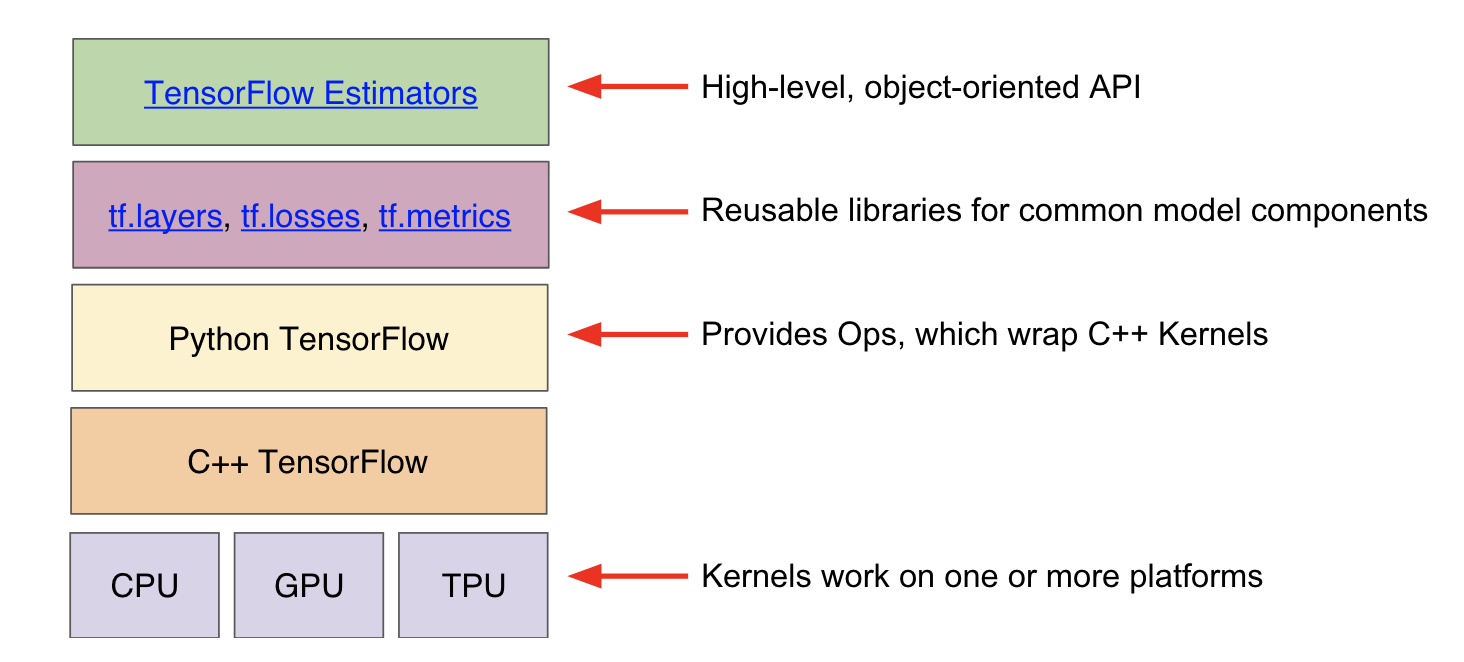 TensorFlow Estimators
High-level, object-oriented API
tf.layers, tf.losses, tf.metrics
Reusable libraries for common model components
Python TensorFlow
Provides Ops, which wrap C++ Kernels
C++ TensorFlow
CPU
GPU
TPU
Kernels work on one or more platforms